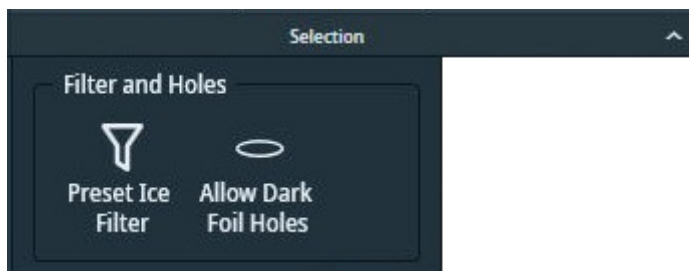 Selection
Filter and Holes
Preset Ice
Filter
Allow Dark
Foil Holes